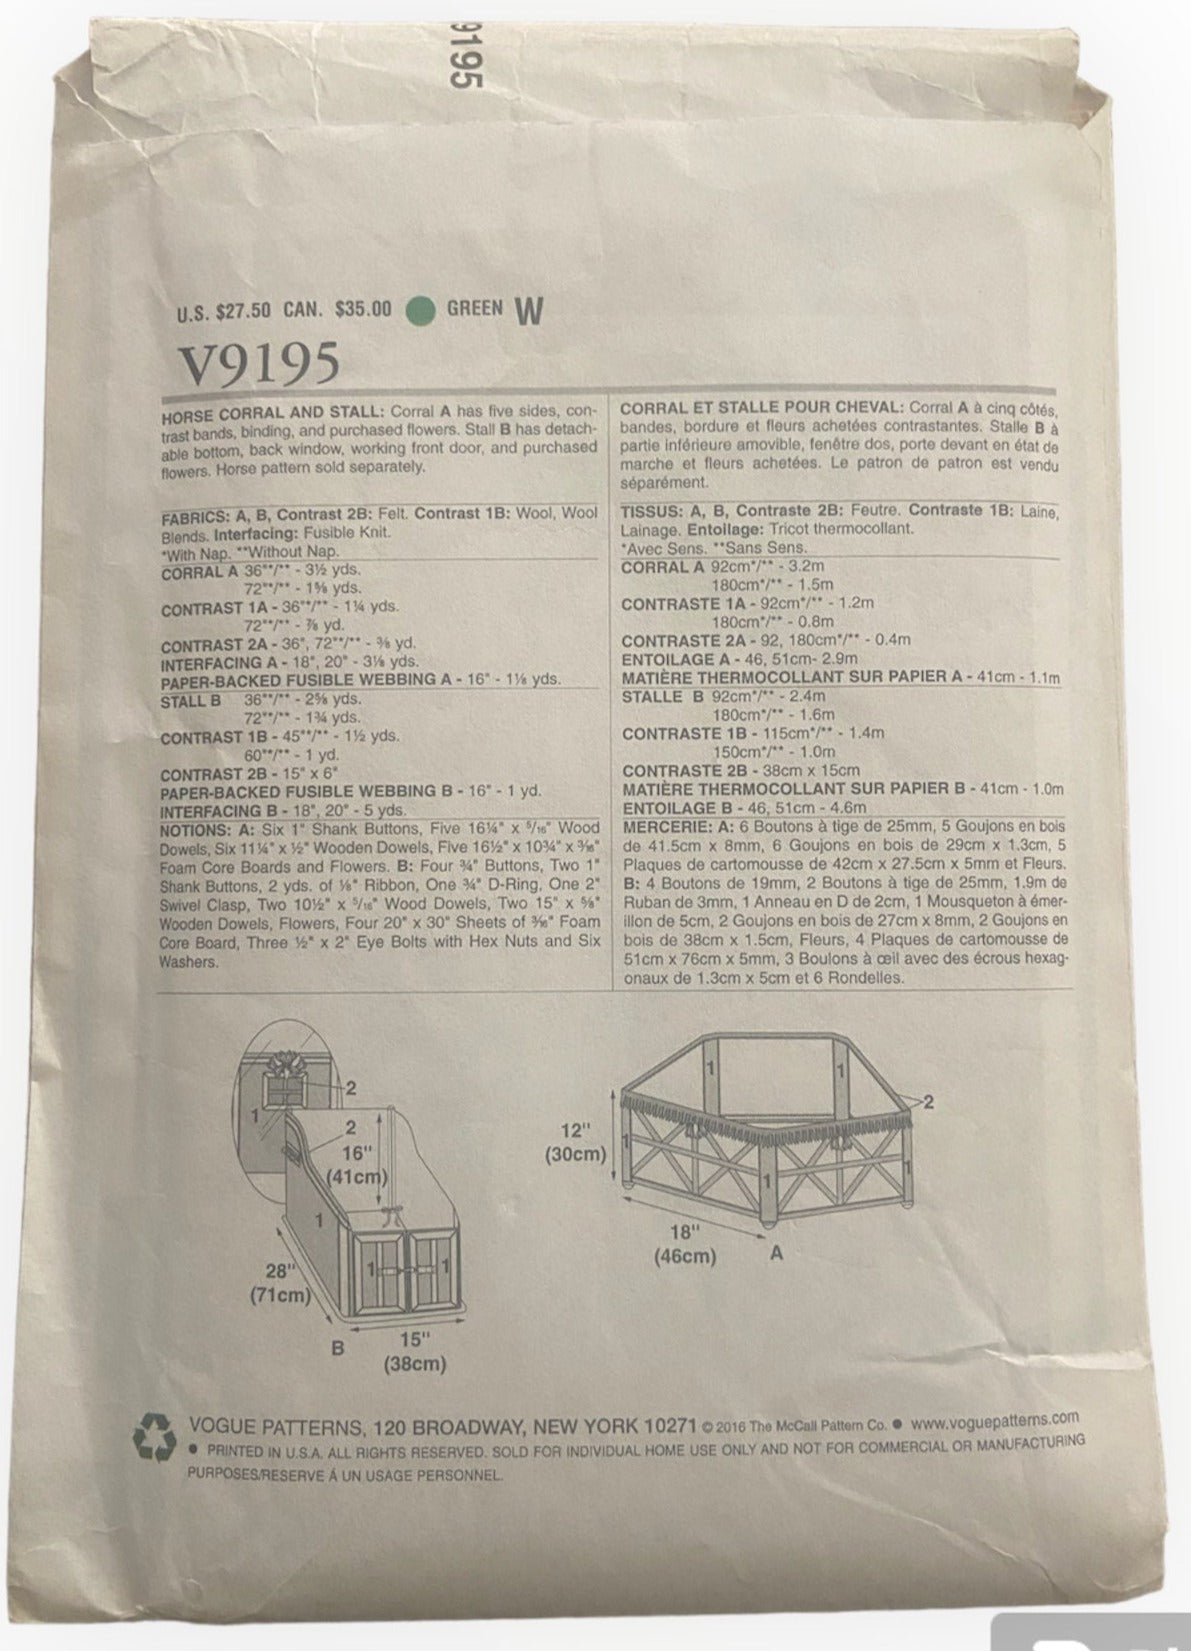 9195
U.S. $27.50 CAN. $35.00 GREEN W
V9195
HORSE CORRAL AND STALL: Corral A has five sides, con-
trast bands, binding, and purchased flowers. Stall B has detach-
able bottom, back window, working front door, and purchased
flowers. Horse pattern sold separately.
FABRICS: A, B, Contrast 2B: Felt. Contrast 1B: Wool, Wool
Blends. Interfacing: Fusible Knit.
*With Nap. **Without Nap.
CORRAL A 36"*/** - 3½ yds.
72"*/** - 1⅝ yds.
CONTRAST 1A - 36"*/** - 1¼ yds.
72"*/** - ⅞ yd.
CONTRAST 2A - 36", 72"*/** - ⅜ yd.
INTERFACING A - 18", 20" - 3⅛ yds.
PAPER-BACKED FUSIBLE WEBBING A - 16" - 1⅛ yds.
STALL B 36"*/** - 2⅝ yds.
72"*/** - 1¾ yds.
CONTRAST 1B - 45"*/** - 1½ yds.
60"*/** - 1 yd.
CONTRAST 2B - 15" x 6"
PAPER-BACKED FUSIBLE WEBBING B - 16" - 1 yd.
INTERFACING B - 18", 20" - 5 yds.
NOTIONS: A: Six 1" Shank Buttons, Five 16¼" x 5/16" Wood
Dowels, Six 11¼" x ½" Wooden Dowels, Five 16½" x 10¾" x 3/16"
Foam Core Boards and Flowers. B: Four ¾" Buttons, Two 1"
Shank Buttons, 2 yds. of ⅛" Ribbon, One ¾" D-Ring, One 2"
Swivel Clasp, Two 10½" x 5/16" Wood Dowels, Two 15" x ⅝"
Wooden Dowels, Flowers, Four 20" x 30" Sheets of 3/16" Foam
Core Board, Three ½" x 2" Eye Bolts with Hex Nuts and Six
Washers.
CORRAL ET STALLE POUR CHEVAL: Corral A à cinq côtés,
bandes, bordure et fleurs achetées contrastantes. Stalle B à
partie inférieure amovible, fenêtre dos, porte devant en état de
marche et fleurs achetées. Le patron de patron est vendu
séparément.
TISSUS: A, B, Contraste 2B: Feutre. Contraste 1B: Laine,
Lainage. Entoilage: Tricot thermocollant.
*Avec Sens. **Sans Sens.
CORRAL A 92cm*/** - 3.2m
180cm*/** - 1.5m
CONTRASTE 1A - 92cm*/** - 1.2m
180cm*/** - 0.8m
CONTRASTE 2A - 92, 180cm*/** - 0.4m
ENTOILAGE A - 46, 51cm- 2.9m
MATIÈRE THERMOCOLLANT SUR PAPIER A - 41cm - 1.1m
STALLE B 92cm*/** - 2.4m
180cm*/** - 1.6m
CONTRASTE 1B - 115cm*/** - 1.4m
150cm*/** - 1.0m
CONTRASTE 2B - 38cm x 15cm
MATIÈRE THERMOCOLLANT SUR PAPIER B - 41cm - 1.0m
ENTOILAGE B - 46, 51cm - 4.6m
MERCERIE: A: 6 Boutons à tige de 25mm, 5 Goujons en bois
de 41.5cm x 8mm, 6 Goujons en bois de 29cm x 1.3cm, 5
Plaques de cartomousse de 42cm x 27.5cm x 5mm et Fleurs.
B: 4 Boutons de 19mm, 2 Boutons à tige de 25mm, 1.9m de
Ruban de 3mm, 1 Anneau en D de 2cm, 1 Mousqueton à émer-
illon de 5cm, 2 Goujons en bois de 27cm x 8mm, 2 Goujons en
bois de 38cm x 1.5cm, Fleurs, 4 Plaques de cartomousse de
51cm x 76cm x 5mm, 3 Boulons à œil avec des écrous hexag-
onaux de 1.3cm x 5cm et 6 Rondelles.
2
1
2
16"
(41cm)
1
1
1
28"
(71cm)
B
15"
(38cm)
1
1
2
12"
(30cm)
1
1
1
18"
(46cm)
A
VOGUE PATTERNS, 120 BROADWAY, NEW YORK 10271 © 2016 The McCall Pattern Co. ● www.voguepatterns.com
● PRINTED IN U.S.A. ALL RIGHTS RESERVED. SOLD FOR INDIVIDUAL HOME USE ONLY AND NOT FOR COMMERCIAL OR MANUFACTURING
PURPOSES/RESERVE Á UN USAGE PERSONNEL.